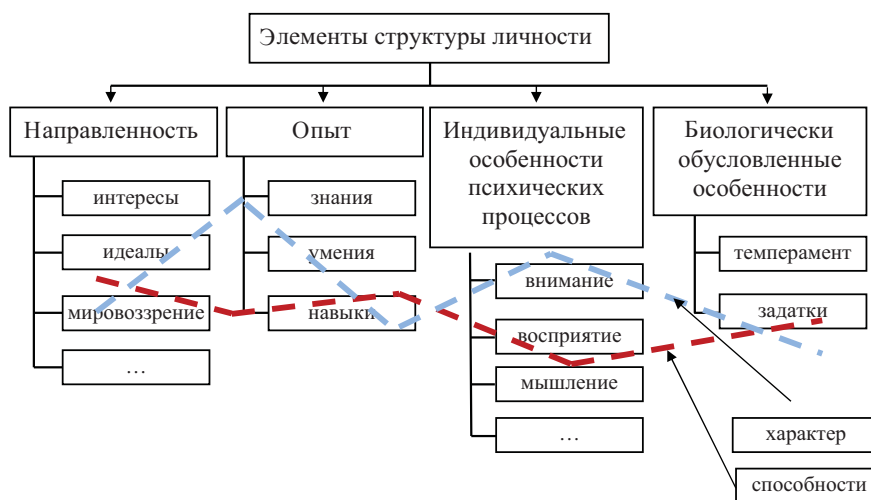 Элементы структуры личности
Направленность
интересы
идеалы
мировоззрение
…
Опыт
знания
умения
навыки
Индивидуальные
особенности
психических
процессов
внимание
восприятие
мышление
…
Биологически
обусловленные
особенности
темперамент
задатки
характер
способности